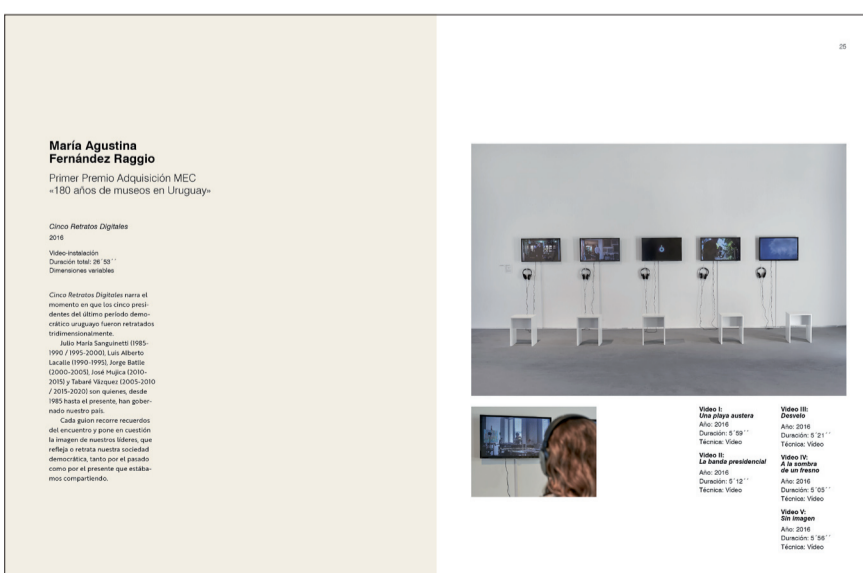 25
María Agustina
Fernández Raggio
Primer Premio Adquisición MEC
«180 años de museos en Uruguay»
Cinco Retratos Digitales
2016
Video-instalación
Duración total: 26´53´´
Dimensiones variables
Cinco Retratos Digitales narra el
momento en que los cinco presi-
dentes del último período demo-
crático uruguayo fueron retratados
tridimensionalmente.
Julio María Sanguinetti (1985-
1990 / 1995-2000), Luis Alberto
Lacalle (1990-1995), Jorge Batlle
(2000-2005), José Mujica (2010-
2015) y Tabaré Vázquez (2005-2010
/ 2015-2020) son quienes, desde
1985 hasta el presente, han gober-
nado nuestro país.
Cada guion recorre recuerdos
del encuentro y pone en cuestión
la imagen de nuestros líderes, que
refleja o retrata nuestra sociedad
democrática, tanto por el pasado
como por el presente que estába-
mos compartiendo.
Video I:
Una playa austera
Año: 2016
Duración: 5´59´´
Técnica: Video
Video II:
La banda presidencial
Año: 2016
Duración: 5´12´´
Técnica: Video
Video III:
Desvelo
Año: 2016
Duración: 5´21´´
Técnica: Video
Video IV:
A la sombra
de un fresno
Año: 2016
Duración: 5´05´´
Técnica: Video
Video V:
Sin imagen
Año: 2016
Duración: 5´56´´
Técnica: Video